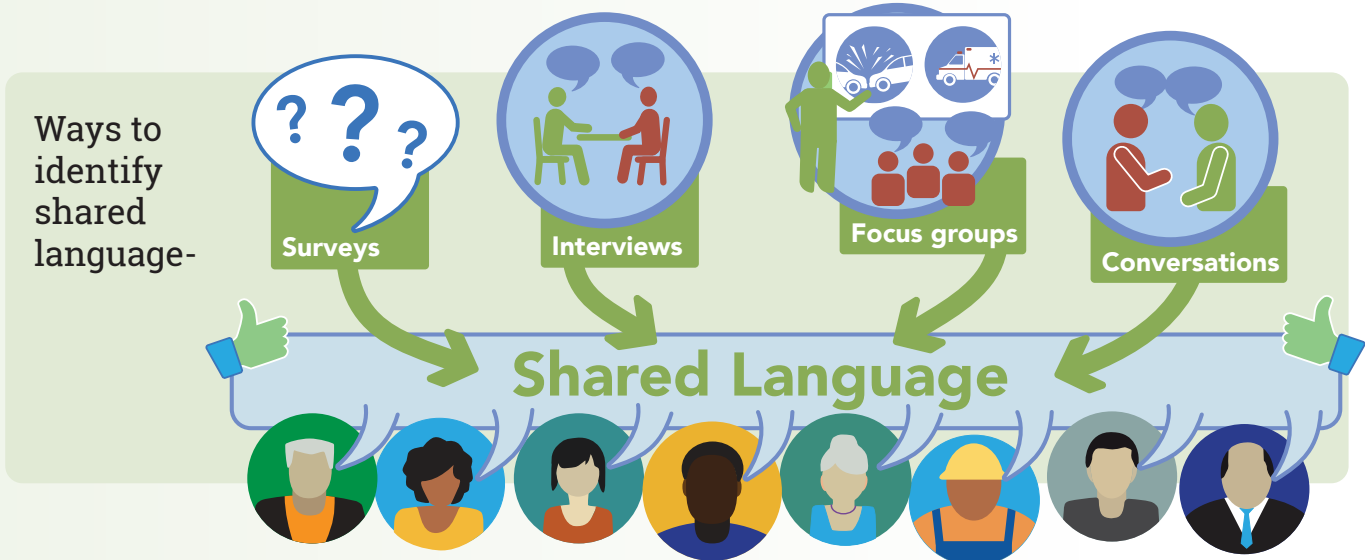 Ways to
identify
shared
language-
? ? ?
Surveys
Interviews
Focus groups
Conversations
Shared Language